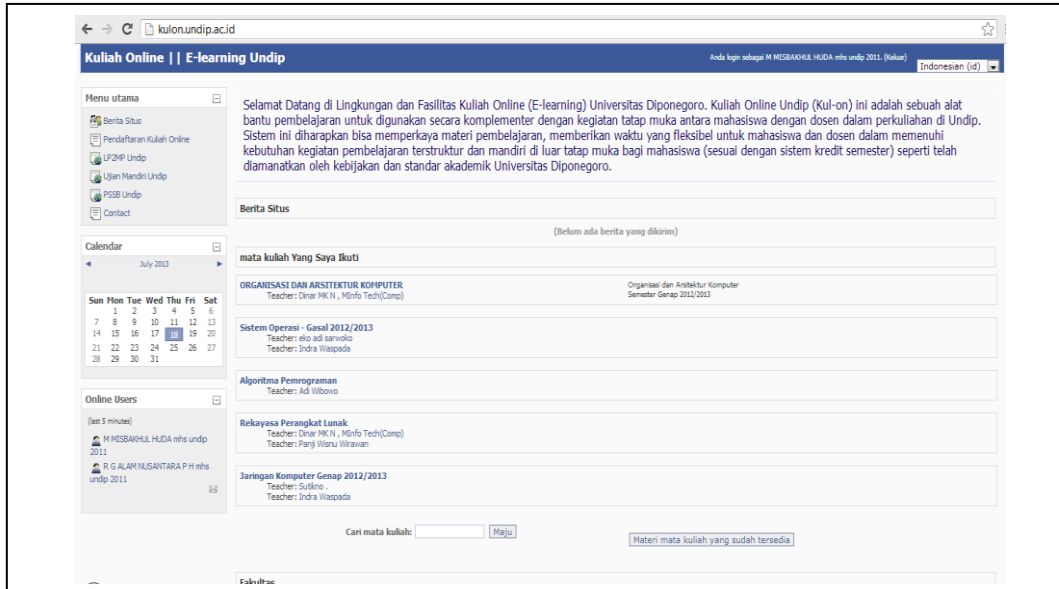 kulon.undip.ac.id
Kuliah Online || E-learning Undip
Anda login sebagai M MISBAKHUL HUDA mhs undip 2011. (Keluar)
Indonesian (id)
Menu utama
Berita Situs
Pendaftaran Kuliah Online
LP2MP Undip
Ujian Mandiri Undip
PSSB Undip
Contact
Calendar
July 2013
Sun Mon Tue Wed Thu Fri Sat
1 2 3 4 5 6
7 8 9 10 11 12 13
14 15 16 17 18 19 20
21 22 23 24 25 26 27
28 29 30 31
Online Users
(last 5 minutes)
M MISBAKHUL HUDA mhs undip
2011
R G ALAM NUSANTARA P H mhs
undip 2011
Selamat Datang di Lingkungan dan Fasilitas Kuliah Online (E-learning) Universitas Diponegoro. Kuliah Online Undip (Kul-on) ini adalah sebuah alat
bantu pembelajaran untuk digunakan secara komplementer dengan kegiatan tatap muka antara mahasiswa dengan dosen dalam perkuliahan di Undip.
Sistem ini diharapkan bisa memperkaya materi pembelajaran, memberikan waktu yang fleksibel untuk mahasiswa dan dosen dalam memenuhi
kebutuhan kegiatan pembelajaran terstruktur dan mandiri di luar tatap muka bagi mahasiswa (sesuai dengan sistem kredit semester) seperti telah
diamanatkan oleh kebijakan dan standar akademik Universitas Diponegoro.
Berita Situs
(Belum ada berita yang dikirim)
mata kuliah Yang Saya Ikuti
ORGANISASI DAN ARSITEKTUR KOMPUTER
Teacher: Dinar MK N , MInfo Tech(Comp)
Organisasi dan Arsitektur Komputer
Semester Genap 2012/2013
Sistem Operasi - Gasal 2012/2013
Teacher: eko adi sarwoko
Teacher: Indra Waspada
Algoritma Pemrograman
Teacher: Adi Wibowo
Rekayasa Perangkat Lunak
Teacher: Dinar MK N , MInfo Tech(Comp)
Teacher: Panji Wisnu Wirawan
Jaringan Komputer Genap 2012/2013
Teacher: Sutikno .
Teacher: Indra Waspada
Cari mata kuliah:
Maju
Materi mata kuliah yang sudah tersedia
Fakultas